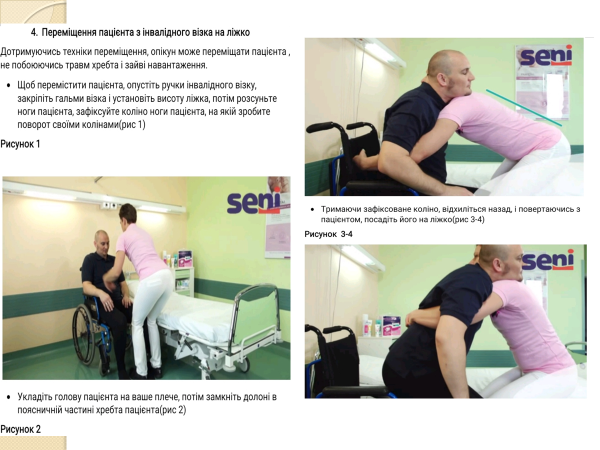 4. Переміщення пацієнта з інвалідного візка на ліжко
Дотримуючись техніки переміщення, опікун може переміщати пацієнта ,
не побоюючись травм хребта і зайві навантаження.
• Щоб перемістити пацієнта, опустіть ручки інвалідного візка,
закріпіть гальми візка і установіть висоту ліжка, потім розсуньте
ноги пацієнта, зафіксуйте коліно ноги пацієнта, на якій зробите
поворот своїми колінами(рис 1)
Рисунок 1
seni
• Укладіть голову пацієнта на ваше плече, потім замкніть долоні в
поясничній частині хребта пацієнта(рис 2)
Рисунок 2
seni
• Тримаючи зафіксоване коліно, відхиліться назад, і повертаючись з
пацієнтом, посадіть його на ліжко(рис 3-4)
Рисунок 3-4
seni